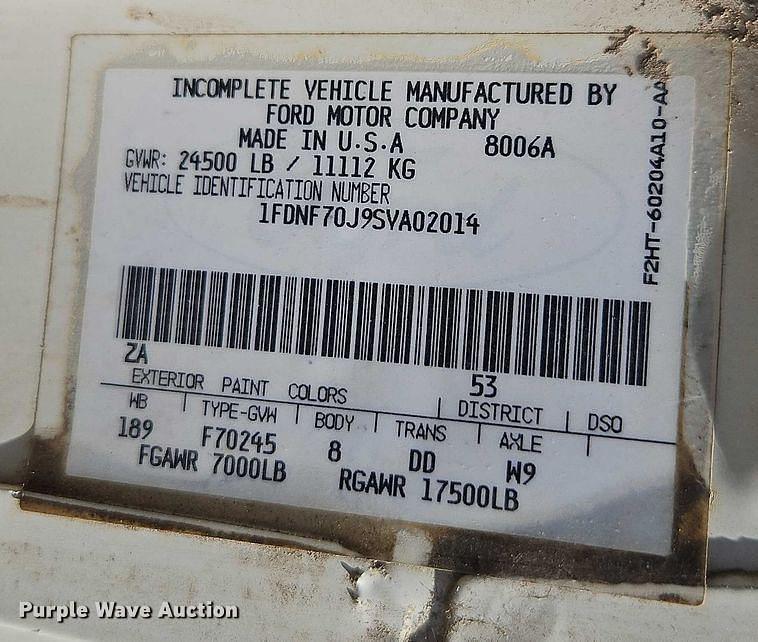 INCOMPLETE VEHICLE MANUFACTURED BY
FORD MOTOR COMPANY
MADE IN U.S.A 8006A
GVWR: 24500 LB / 11112 KG
VEHICLE IDENTIFICATION NUMBER
1FDNF70J9SVA02014
F2HT-60204A10-AA
ZA
EXTERIOR PAINT COLORS 53
WB TYPE-GVW BODY TRANS AXLE DISTRICT DSO
189 F70245 8 DD W9
FGAWR 7000LB RGAWR 17500LB
Purple Wave Auction